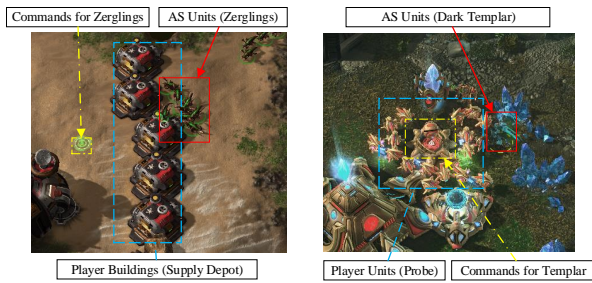 Commands for Zerglings
AS Units (Zerglings)
AS Units (Dark Templar)
Player Buildings (Supply Depot)
Player Units (Probe)
Commands for Templar